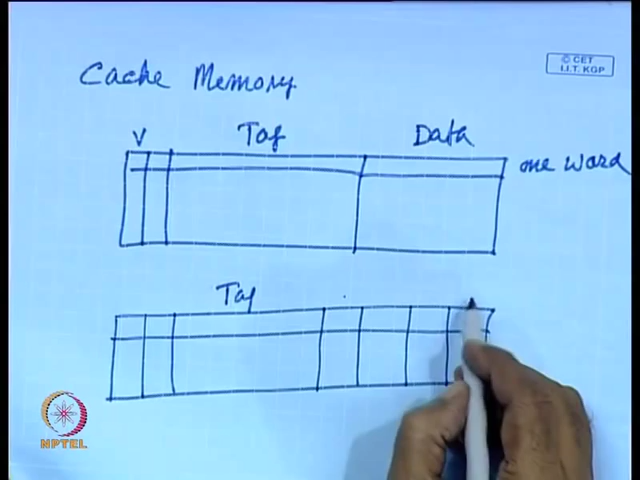 © CET
I.I.T. KGP
Cache Memory
V Tag Data
one word
Tag
NPTEL